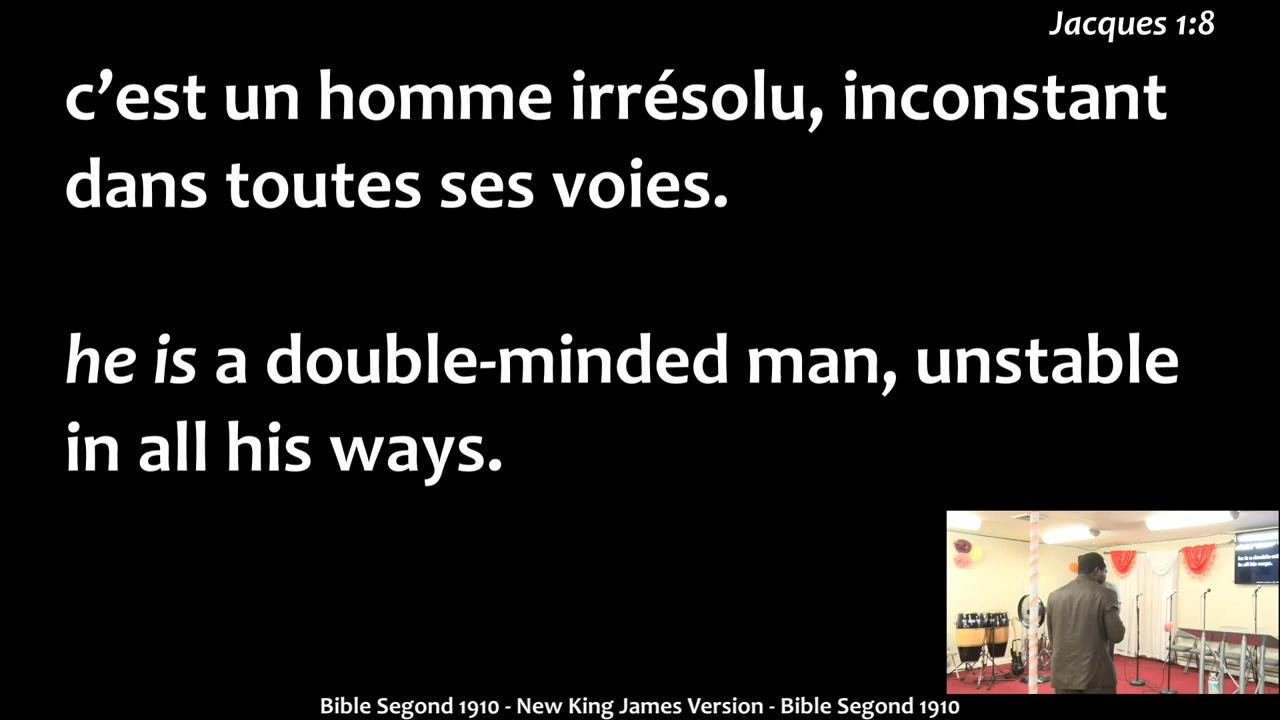 Jacques 1:8
c’est un homme irrésolu, inconstant
dans toutes ses voies.
he is a double-minded man, unstable
in all his ways.
Bible Segond 1910 - New King James Version - Bible Segond 1910